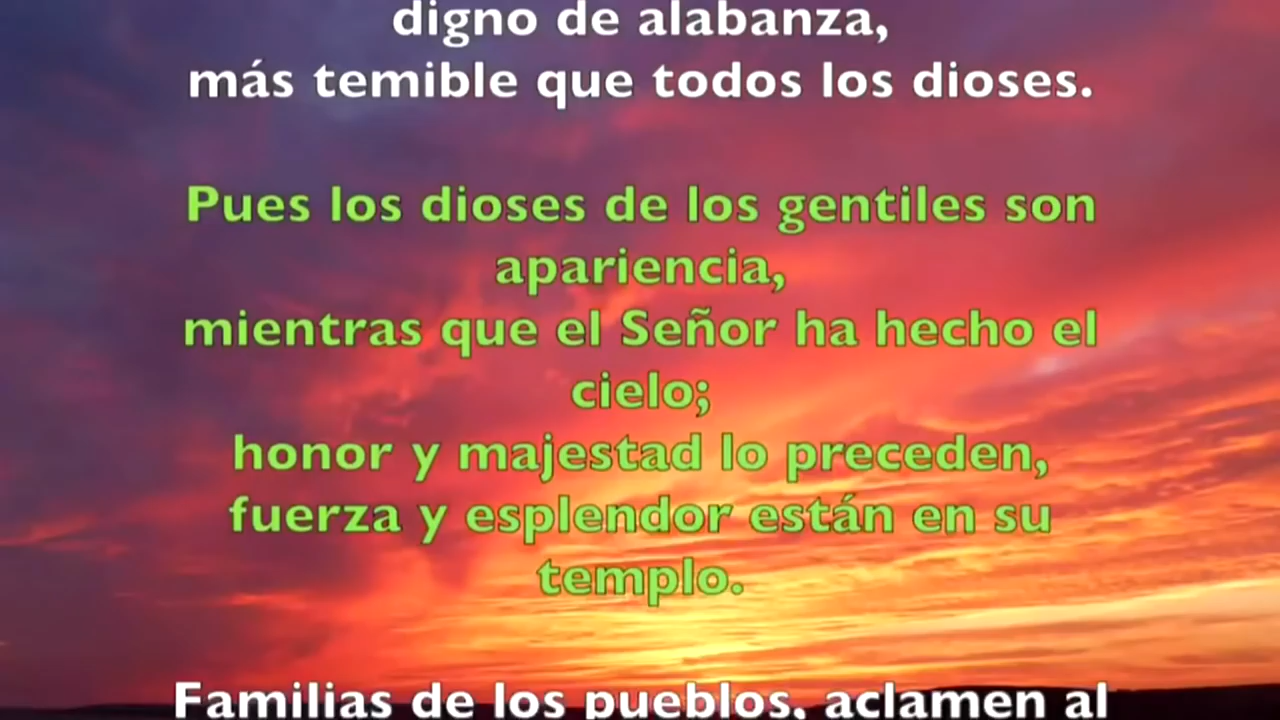 digno de alabanza,
más temible que todos los dioses.
Pues los dioses de los gentiles son
apariencia,
mientras que el Señor ha hecho el
cielo;
honor y majestad lo preceden,
fuerza y esplendor están en su
templo.
Familias de los pueblos, aclamen al